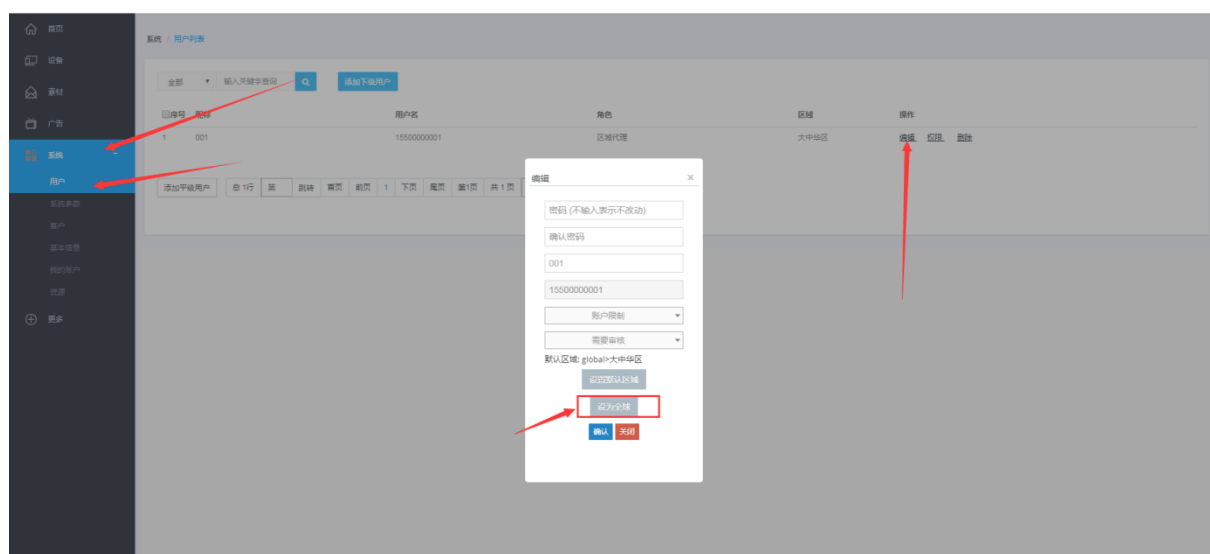 首页
设备
素材
广告
系统
用户
系统参数
客户
基本信息
我的账户
更多
系统 / 用户列表
全部 输入关键字查询 添加下级用户
序号 昵称 用户名 角色 区域 操作
1 001 15500000001 区域代理 大中华区 编辑 权限 删除
添加平级用户 总 1行 第 跳转 首页 前页 1 下页 尾页 第1页 共 1 页
编辑 ×
密码 (不输入表示不改动)
确认密码
001
15500000001
账户限制
需要审核
默认区域: global>大中华区
设置默认区域
设为全球
确认 关闭